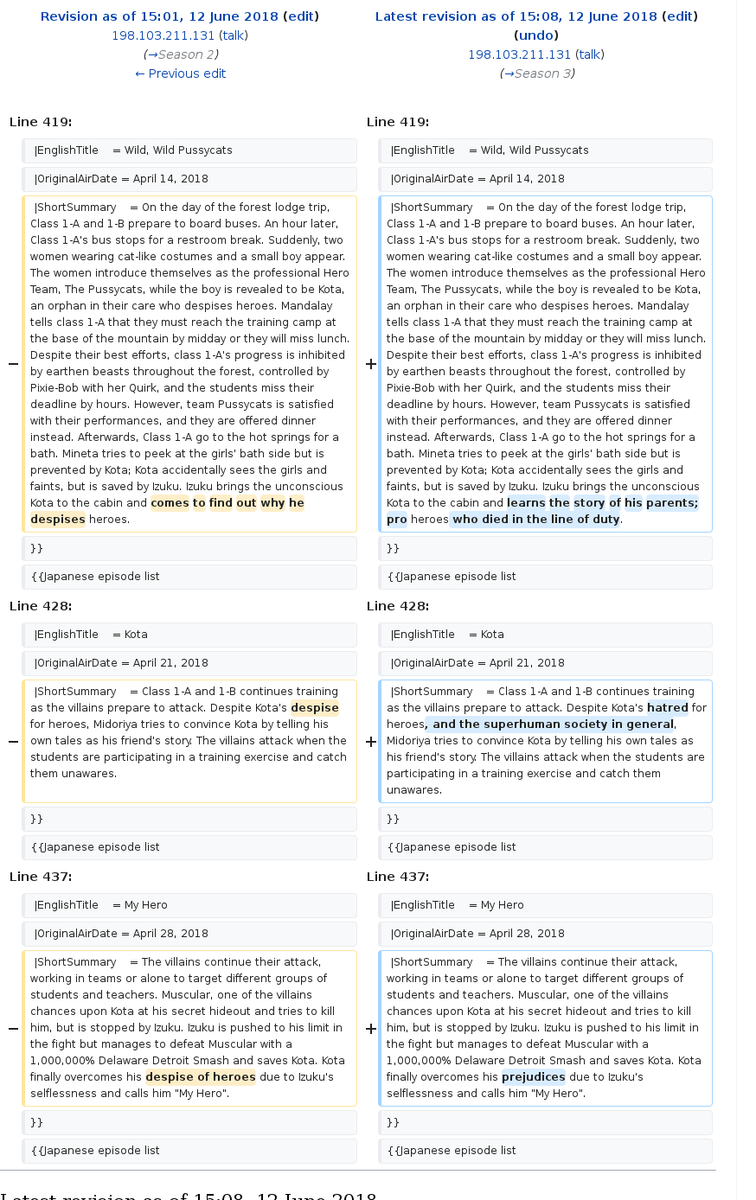 Revision as of 15:01, 12 June 2018 (edit)
198.103.211.131 (talk)
(→Season 2)
← Previous edit
Latest revision as of 15:08, 12 June 2018 (edit)
(undo)
198.103.211.131 (talk)
(→Season 3)
Line 419:
Line 419:
|EnglishTitle = Wild, Wild Pussycats
|EnglishTitle = Wild, Wild Pussycats
|OriginalAirDate = April 14, 2018
|OriginalAirDate = April 14, 2018
−
|ShortSummary = On the day of the forest lodge trip,
Class 1-A and 1-B prepare to board buses. An hour later,
Class 1-A's bus stops for a restroom break. Suddenly, two
women wearing cat-like costumes and a small boy appear.
The women introduce themselves as the professional Hero
Team, The Pussycats, while the boy is revealed to be Kota,
an orphan in their care who despises heroes. Mandalay
tells class 1-A that they must reach the training camp at
the base of the mountain by midday or they will miss lunch.
Despite their best efforts, class 1-A's progress is inhibited
by earthen beasts throughout the forest, controlled by
Pixie-Bob with her Quirk, and the students miss their
deadline by hours. However, team Pussycats is satisfied
with their performances, and they are offered dinner
instead. Afterwards, Class 1-A go to the hot springs for a
bath. Mineta tries to peek at the girls' bath side but is
prevented by Kota; Kota accidentally sees the girls and
faints, but is saved by Izuku. Izuku brings the unconscious
Kota to the cabin and comes to find out why he
despises heroes.
+
|ShortSummary = On the day of the forest lodge trip,
Class 1-A and 1-B prepare to board buses. An hour later,
Class 1-A's bus stops for a restroom break. Suddenly, two
women wearing cat-like costumes and a small boy appear.
The women introduce themselves as the professional Hero
Team, The Pussycats, while the boy is revealed to be Kota,
an orphan in their care who despises heroes. Mandalay
tells class 1-A that they must reach the training camp at
the base of the mountain by midday or they will miss lunch.
Despite their best efforts, class 1-A's progress is inhibited
by earthen beasts throughout the forest, controlled by
Pixie-Bob with her Quirk, and the students miss their
deadline by hours. However, team Pussycats is satisfied
with their performances, and they are offered dinner
instead. Afterwards, Class 1-A go to the hot springs for a
bath. Mineta tries to peek at the girls' bath side but is
prevented by Kota; Kota accidentally sees the girls and
faints, but is saved by Izuku. Izuku brings the unconscious
Kota to the cabin and learns the story of his parents;
pro heroes who died in the line of duty.
}}
}}
{{Japanese episode list
{{Japanese episode list
Line 428:
Line 428:
|EnglishTitle = Kota
|EnglishTitle = Kota
|OriginalAirDate = April 21, 2018
|OriginalAirDate = April 21, 2018
−
|ShortSummary = Class 1-A and 1-B continues training
as the villains prepare to attack. Despite Kota's despise
for heroes, Midoriya tries to convince Kota by telling his
own tales as his friend's story. The villains attack when the
students are participating in a training exercise and catch
them unawares.
+
|ShortSummary = Class 1-A and 1-B continues training
as the villains prepare to attack. Despite Kota's hatred for
heroes, and the superhuman society in general,
Midoriya tries to convince Kota by telling his own tales as
his friend's story. The villains attack when the students are
participating in a training exercise and catch them
unawares.
}}
}}
{{Japanese episode list
{{Japanese episode list
Line 437:
Line 437:
|EnglishTitle = My Hero
|EnglishTitle = My Hero
|OriginalAirDate = April 28, 2018
|OriginalAirDate = April 28, 2018
−
|ShortSummary = The villains continue their attack,
working in teams or alone to target different groups of
students and teachers. Muscular, one of the villains
chances upon Kota at his secret hideout and tries to kill
him, but is stopped by Izuku. Izuku is pushed to his limit in
the fight but manages to defeat Muscular with a
1,000,000% Delaware Detroit Smash and saves Kota. Kota
finally overcomes his despise of heroes due to Izuku's
selflessness and calls him "My Hero".
+
|ShortSummary = The villains continue their attack,
working in teams or alone to target different groups of
students and teachers. Muscular, one of the villains
chances upon Kota at his secret hideout and tries to kill
him, but is stopped by Izuku. Izuku is pushed to his limit in
the fight but manages to defeat Muscular with a
1,000,000% Delaware Detroit Smash and saves Kota. Kota
finally overcomes his prejudices due to Izuku's
selflessness and calls him "My Hero".
}}
}}
{{Japanese episode list
{{Japanese episode list
Latest revision as of 15:08, 12 June 2018